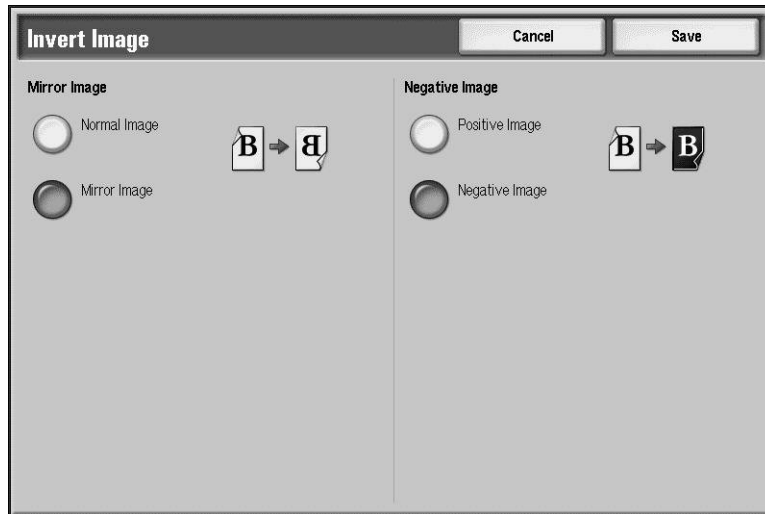 Invert Image
Cancel
Save
Mirror Image
Normal Image
B B
Mirror Image
Negative Image
Positive Image
B B
Negative Image